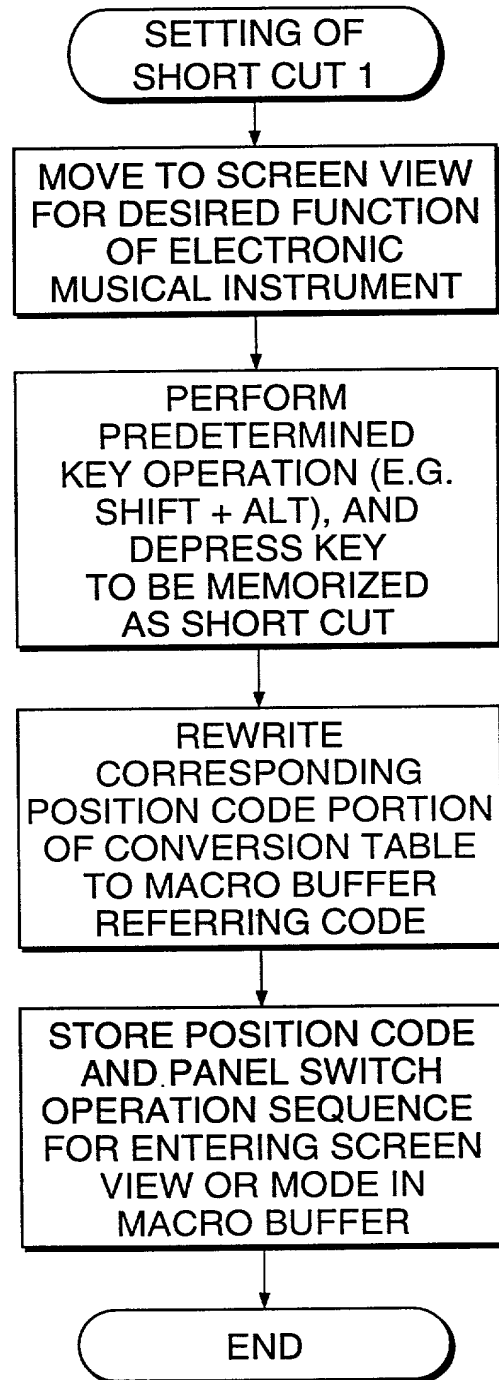 SETTING OF
SHORT CUT 1
MOVE TO SCREEN VIEW
FOR DESIRED FUNCTION
OF ELECTRONIC
MUSICAL INSTRUMENT
PERFORM
PREDETERMINED
KEY OPERATION (E.G.
SHIFT + ALT), AND
DEPRESS KEY
TO BE MEMORIZED
AS SHORT CUT
REWRITE
CORRESPONDING
POSITION CODE PORTION
OF CONVERSION TABLE
TO MACRO BUFFER
REFERRING CODE
STORE POSITION CODE
AND PANEL SWITCH
OPERATION SEQUENCE
FOR ENTERING SCREEN
VIEW OR MODE IN
MACRO BUFFER
END